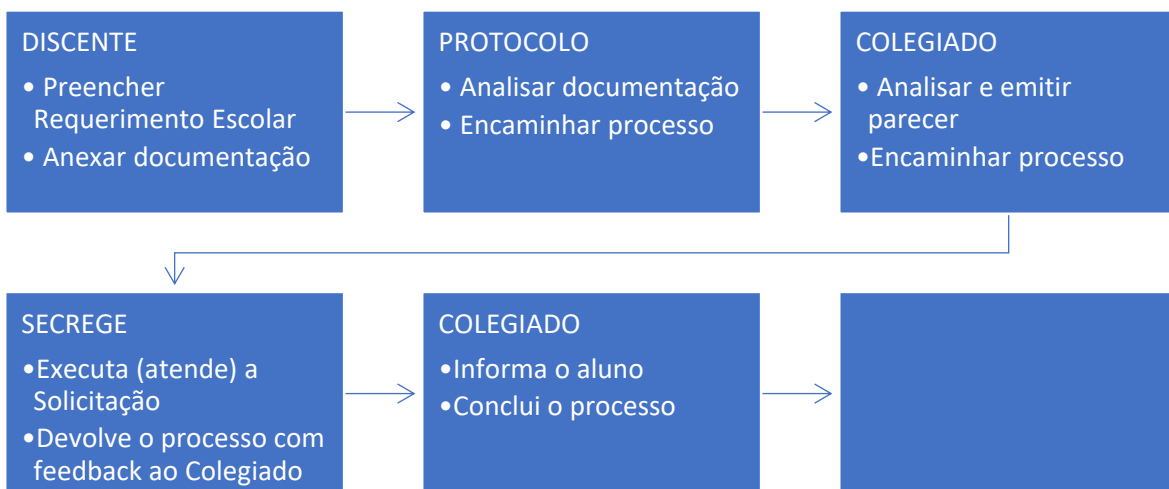 DISCENTE
• Preencher
Requerimento Escolar
• Anexar documentação
PROTOCOLO
• Analisar documentação
• Encaminhar processo
COLEGIADO
• Analisar e emitir
parecer
•Encaminhar processo
SECREGE
•Executa (atende) a
Solicitação
•Devolve o processo com
feedback ao Colegiado
COLEGIADO
•Informa o aluno
•Conclui o processo